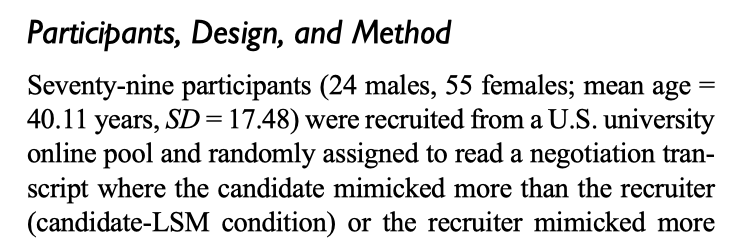 Participants, Design, and Method
Seventy-nine participants (24 males, 55 females; mean age =
40.11 years, SD = 17.48) were recruited from a U.S. university
online pool and randomly assigned to read a negotiation tran-
script where the candidate mimicked more than the recruiter
(candidate-LSM condition) or the recruiter mimicked more